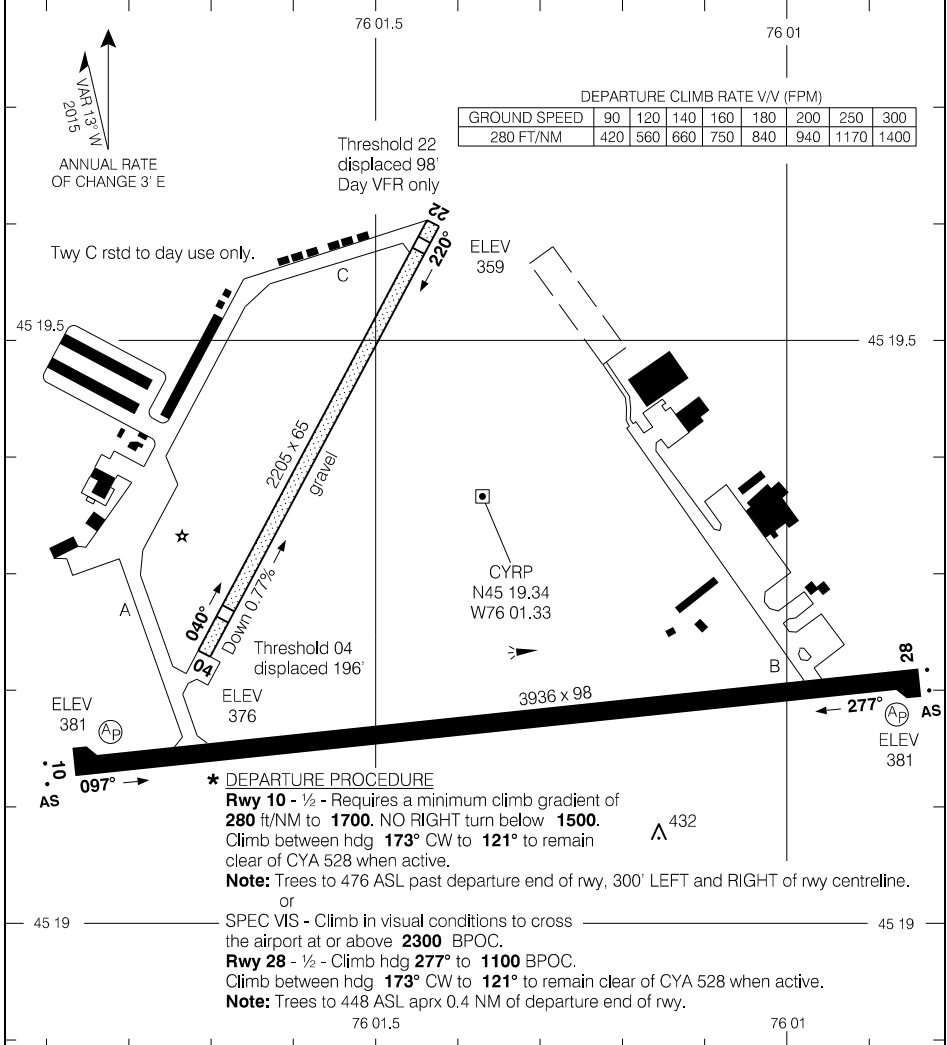 76 01.5
76 01
VAR 13° W
2015
ANNUAL RATE
OF CHANGE 3' E
DEPARTURE CLIMB RATE V/V (FPM)
GROUND SPEED 90 120 140 160 180 200 250 300
280 FT/NM 420 560 660 750 840 940 1170 1400
Threshold 22
displaced 98'
Day VFR only
22
220°
ELEV
359
Twy C rstd to day use only.
C
45 19.5
45 19.5
2205 x 65
gravel
CYRP
N45 19.34
W76 01.33
A
040°
Down 0.77%
04
Threshold 04
displaced 196'
ELEV
376
B
28
3936 x 98
277°
AP
AS
ELEV
381
ELEV
381
AP
10
097°
AS
* DEPARTURE PROCEDURE
Rwy 10 - ½ - Requires a minimum climb gradient of
280 ft/NM to 1700. NO RIGHT turn below 1500.
Climb between hdg 173° CW to 121° to remain
clear of CYA 528 when active.
432
Note: Trees to 476 ASL past departure end of rwy, 300' LEFT and RIGHT of rwy centreline.
or
45 19
45 19
SPEC VIS - Climb in visual conditions to cross
the airport at or above 2300 BPOC.
Rwy 28 - ½ - Climb hdg 277° to 1100 BPOC.
Climb between hdg 173° CW to 121° to remain clear of CYA 528 when active.
Note: Trees to 448 ASL aprx 0.4 NM of departure end of rwy.
76 01.5
76 01